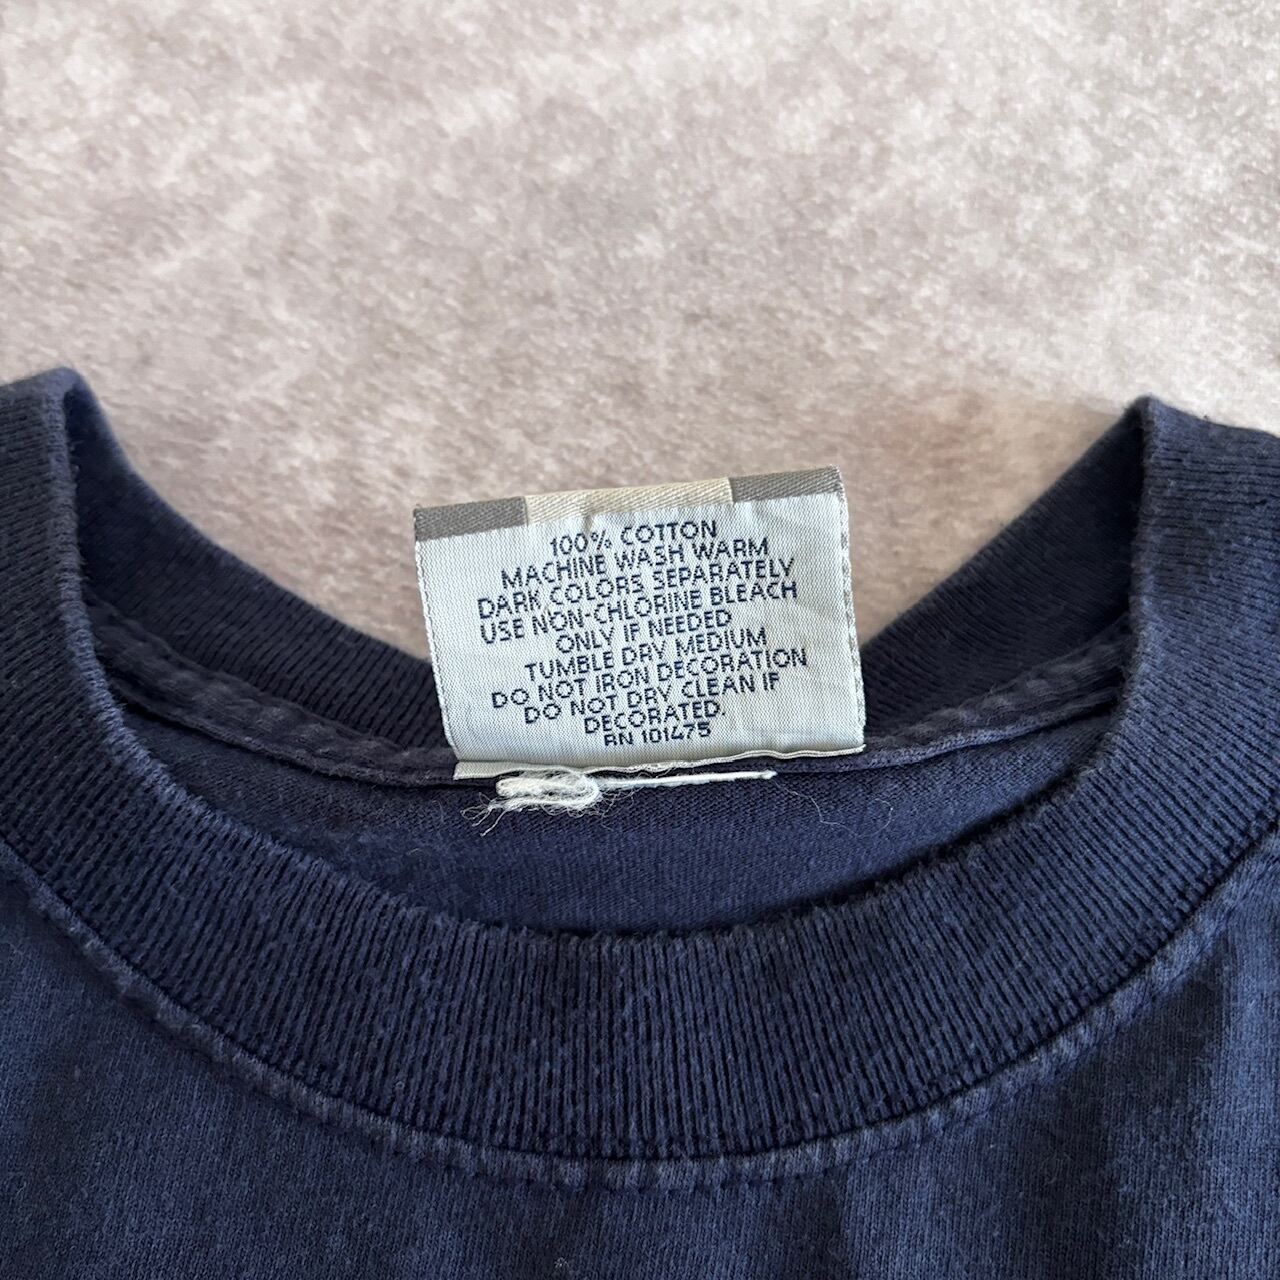 100% COTTON
MACHINE WASH WARM
DARK COLORS SEPARATELY
USE NON-CHLORINE BLEACH
ONLY IF NEEDED
TUMBLE DRY MEDIUM
DO NOT IRON DECORATION
DO NOT DRY CLEAN IF
DECORATED.
RN 101475